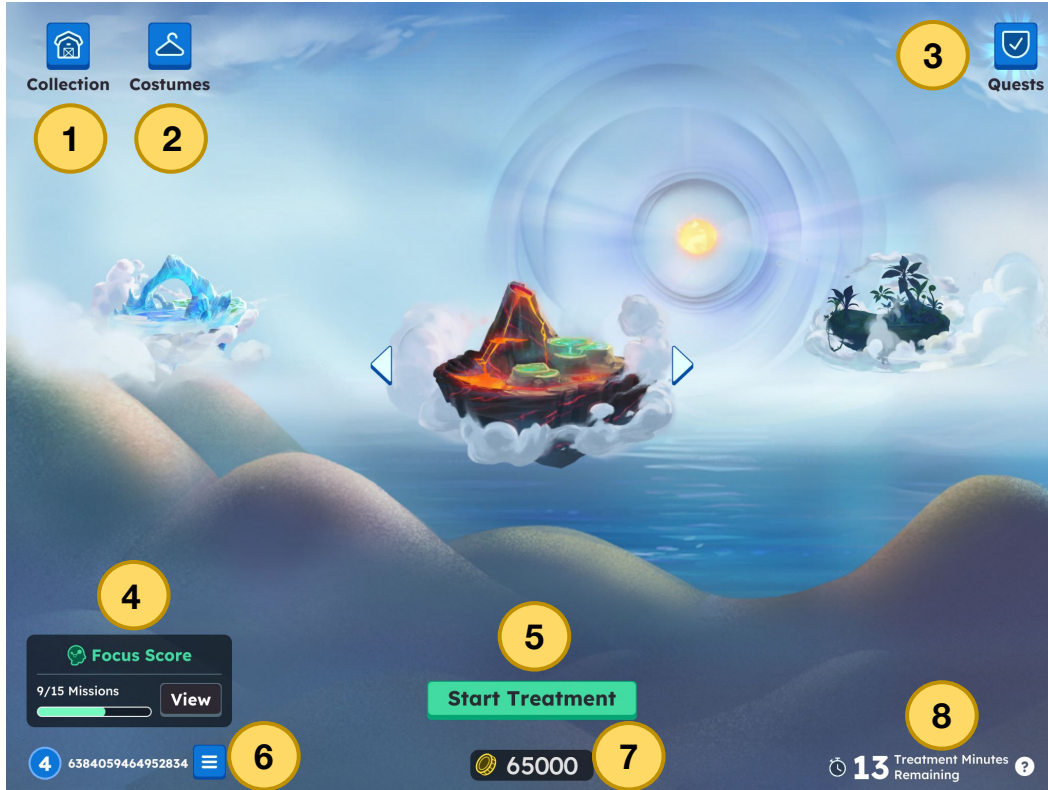 Collection
Costumes
1
2
3
Quests
4
Focus Score
9/15 Missions
View
5
Start Treatment
4 6384059464952834
6
65000
7
8
13 Treatment Minutes
Remaining
?